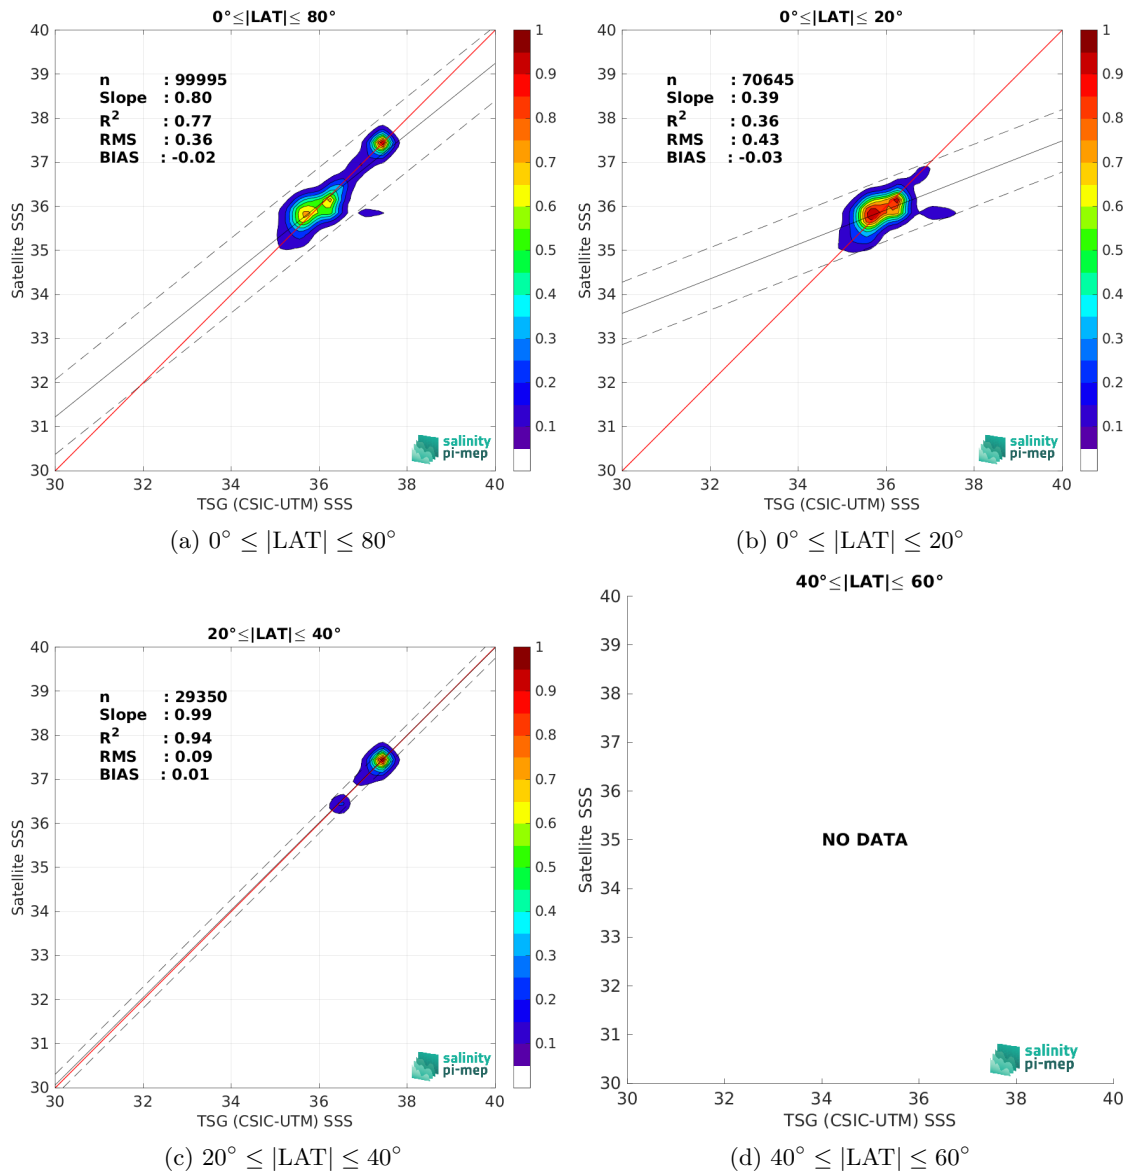 0°≤|LAT|≤ 80°
40
39
38
37
36
35
34
33
32
31
30
Satellite SSS
n : 99995
Slope : 0.80
R² : 0.77
RMS : 0.36
BIAS : -0.02
1
0.9
0.8
0.7
0.6
0.5
0.4
0.3
0.2
0.1
salinity
pi-mep
30 32 34 36 38 40
TSG (CSIC-UTM) SSS
(a) 0° ≤ |LAT| ≤ 80°
0°≤|LAT|≤ 20°
40
39
38
37
36
35
34
33
32
31
30
Satellite SSS
n : 70645
Slope : 0.39
R² : 0.36
RMS : 0.43
BIAS : -0.03
1
0.9
0.8
0.7
0.6
0.5
0.4
0.3
0.2
0.1
salinity
pi-mep
30 32 34 36 38 40
TSG (CSIC-UTM) SSS
(b) 0° ≤ |LAT| ≤ 20°
20°≤|LAT|≤ 40°
40
39
38
37
36
35
34
33
32
31
30
Satellite SSS
n : 29350
Slope : 0.99
R² : 0.94
RMS : 0.09
BIAS : 0.01
1
0.9
0.8
0.7
0.6
0.5
0.4
0.3
0.2
0.1
salinity
pi-mep
30 32 34 36 38 40
TSG (CSIC-UTM) SSS
(c) 20° ≤ |LAT| ≤ 40°
40°≤|LAT|≤ 60°
40
39
38
37
36
35
34
33
32
31
30
Satellite SSS
NO DATA
salinity
pi-mep
30 32 34 36 38 40
TSG (CSIC-UTM) SSS
(d) 40° ≤ |LAT| ≤ 60°